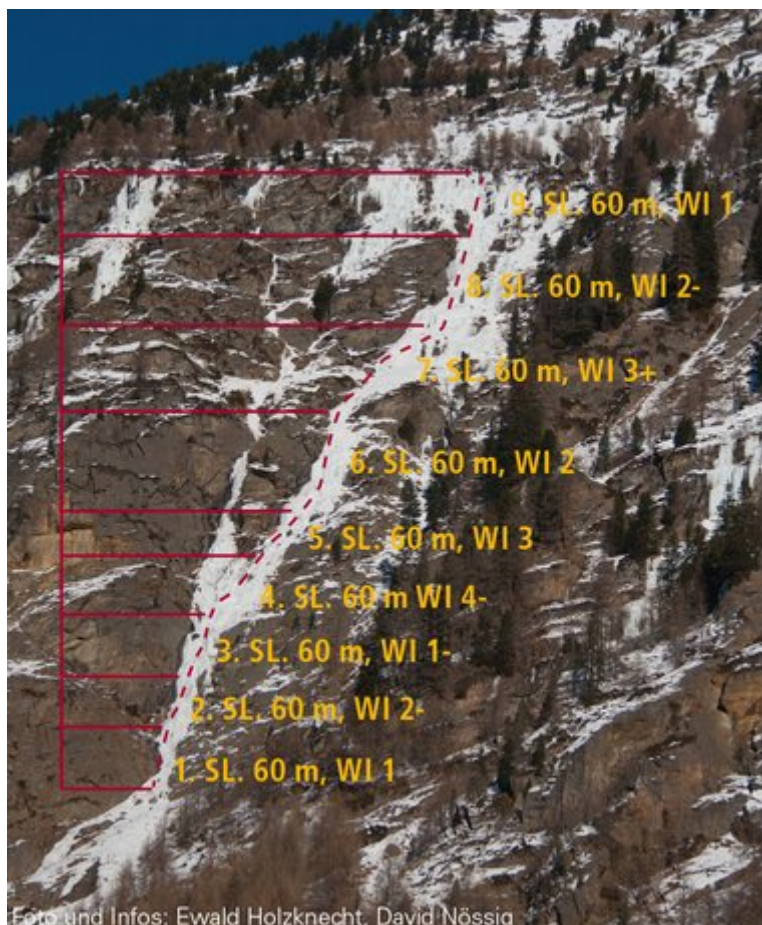 9. SL. 60 m, WI 1
8. SL. 60 m, WI 2-
7. SL. 60 m, WI 3+
6. SL. 60 m, WI 2
5. SL. 60 m, WI 3
4. SL. 60 m WI 4-
3. SL. 60 m, WI 1-
2. SL. 60 m, WI 2-
1. SL. 60 m, WI 1
Foto und Infos: Ewald Holzknecht, David Nössig